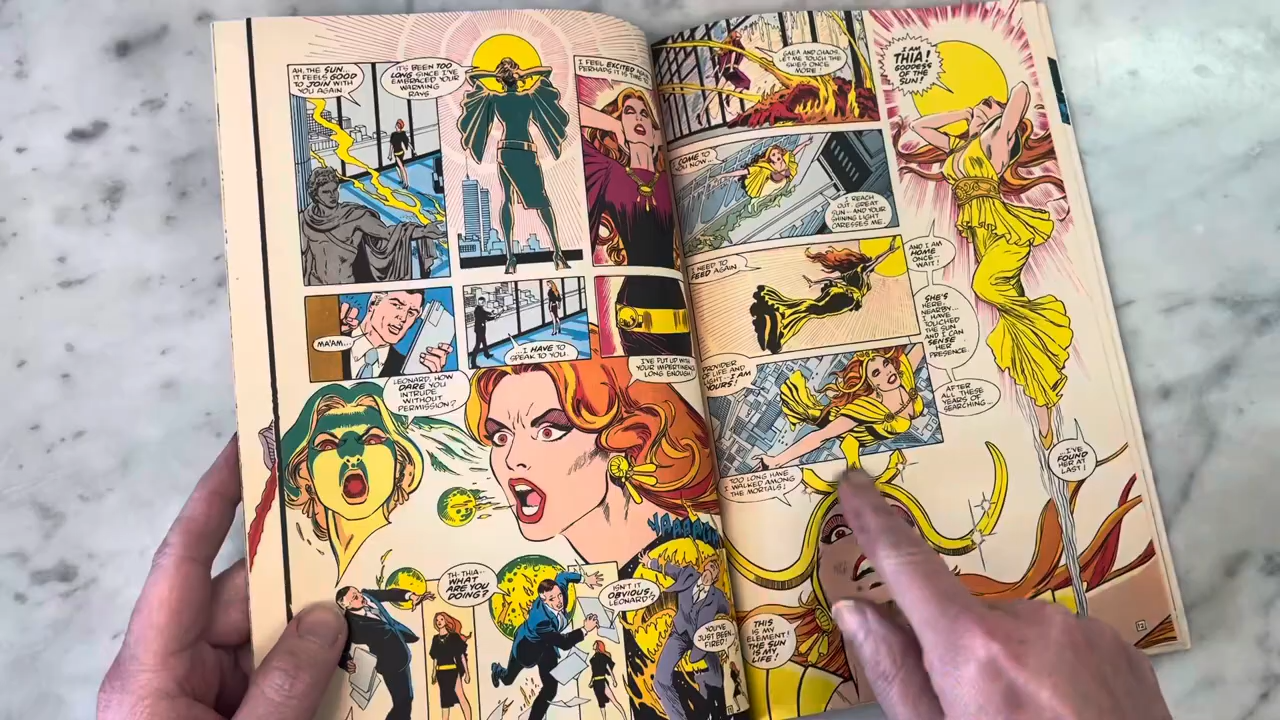 AH, THE SUN...
IT FEELS GOOD
TO JOIN WITH
YOU AGAIN...
IT'S BEEN TOO
LONG SINCE I'VE
EMBRACED YOUR
WARMING
RAYS
I FEEL EXCITED
PERHAPS IT IS
MA'AM...
...I HAVE TO
SPEAK TO YOU.
I'VE PUT UP WITH
YOUR IMPERTINENCE
LONG ENOUGH
LEONARD, HOW
DARE YOU
INTRUDE
WITHOUT
PERMISSION?
TH-THIA--
WHAT
ARE YOU
DOING?
ISN'T IT
OBVIOUS,
LEONARD?
YOU'VE
JUST BEEN
FIRED!
GAEA AND CHAOS,
LET ME TOUCH THE
SKIES ONCE
MORE!
I COME TO
YOU NOW...
I REACH
OUT, GREAT
SUN-- AND YOUR
SHINING LIGHT
CARESSES ME.
I NEED TO
FEED AGAIN.
PROVIDER
OF LIFE AND
LIGHT--I AM
YOURS!
TOO LONG HAVE
I WALKED AMONG
THE MORTALS!
THIS
IS MY
ELEMENT!
THE SUN
IS MY
LIFE!
I AM
THIA!
GODDESS
OF THE
SUN!
AND I AM
HOME
ONCE--
WAIT!
SHE'S
HERE.
NEARBY...
I HAVE
TOUCHED
THE SUN
AND I CAN
SENSE
HER
PRESENCE.
AFTER
ALL THESE
YEARS OF
SEARCHING...
I'VE
FOUND
HER AT
LAST!
12